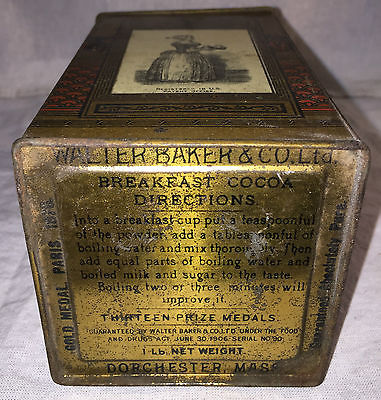 REGISTERED IN U.S.
PATENT OFFICE
WALTER BAKER & CO. Ltd.
BREAKFAST COCOA
DIRECTIONS.
Into a breakfast cup put a teaspoonful
of the powder, add a tablespoonful of
boiling water and mix thoroughly. Then
add equal parts of boiling water and
boiled milk and sugar to the taste.
Boiling two or three minutes will
improve it.
THIRTEEN PRIZE MEDALS.
GUARANTEED BY WALTER BAKER & CO. LTD. UNDER THE FOOD
AND DRUGS ACT, JUNE 30, 1906. SERIAL NO. 90.
1 Lb. NET WEIGHT
DORCHESTER, MASS.
GOLD MEDAL, PARIS 1878
Guaranteed Absolutely Pure.